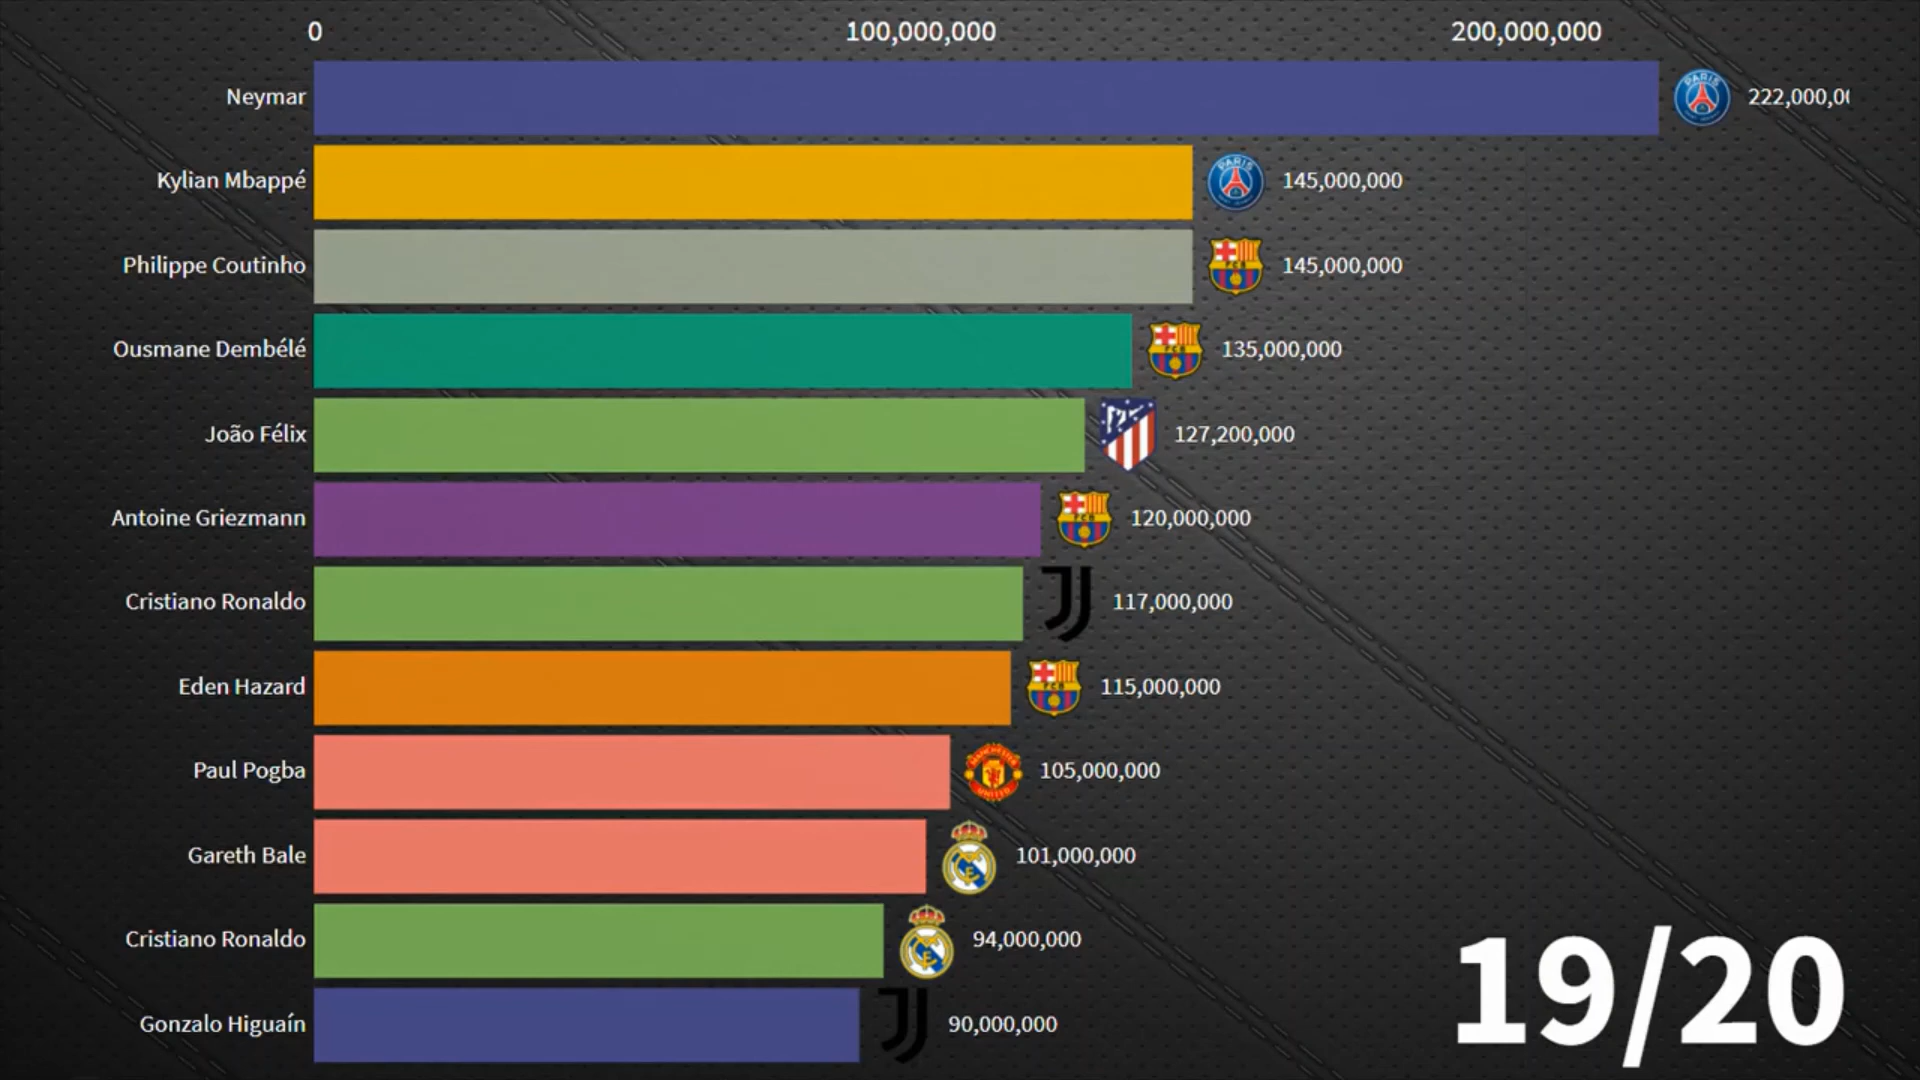 0 100,000,000 200,000,000
Neymar 222,000,0
Kylian Mbappé 145,000,000
Philippe Coutinho 145,000,000
Ousmane Dembélé 135,000,000
João Félix 127,200,000
Antoine Griezmann 120,000,000
Cristiano Ronaldo 117,000,000
Eden Hazard 115,000,000
Paul Pogba 105,000,000
Gareth Bale 101,000,000
Cristiano Ronaldo 94,000,000
Gonzalo Higuaín 90,000,000
19/20